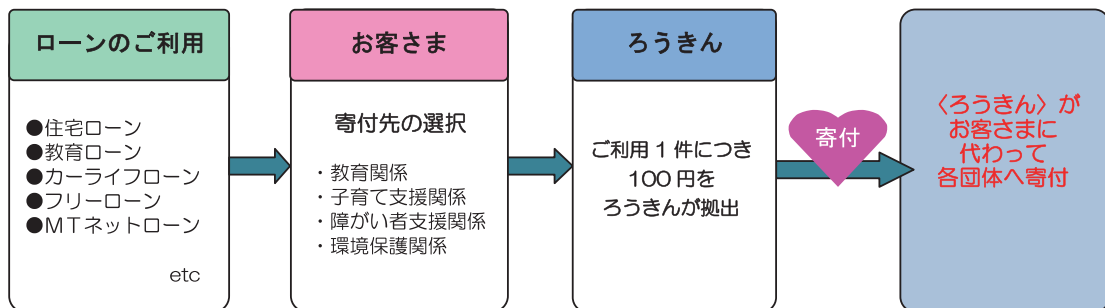 ローンのご利用
●住宅ローン
●教育ローン
●カーライフローン
●フリーローン
●MTネットローン
etc
お客さま
寄付先の選択
・教育関係
・子育て支援関係
・障がい者支援関係
・環境保護関係
ろうきん
ご利用1件につき
100円を
ろうきんが拠出
寄付
〈ろうきん〉が
お客さまに
代わって
各団体へ寄付